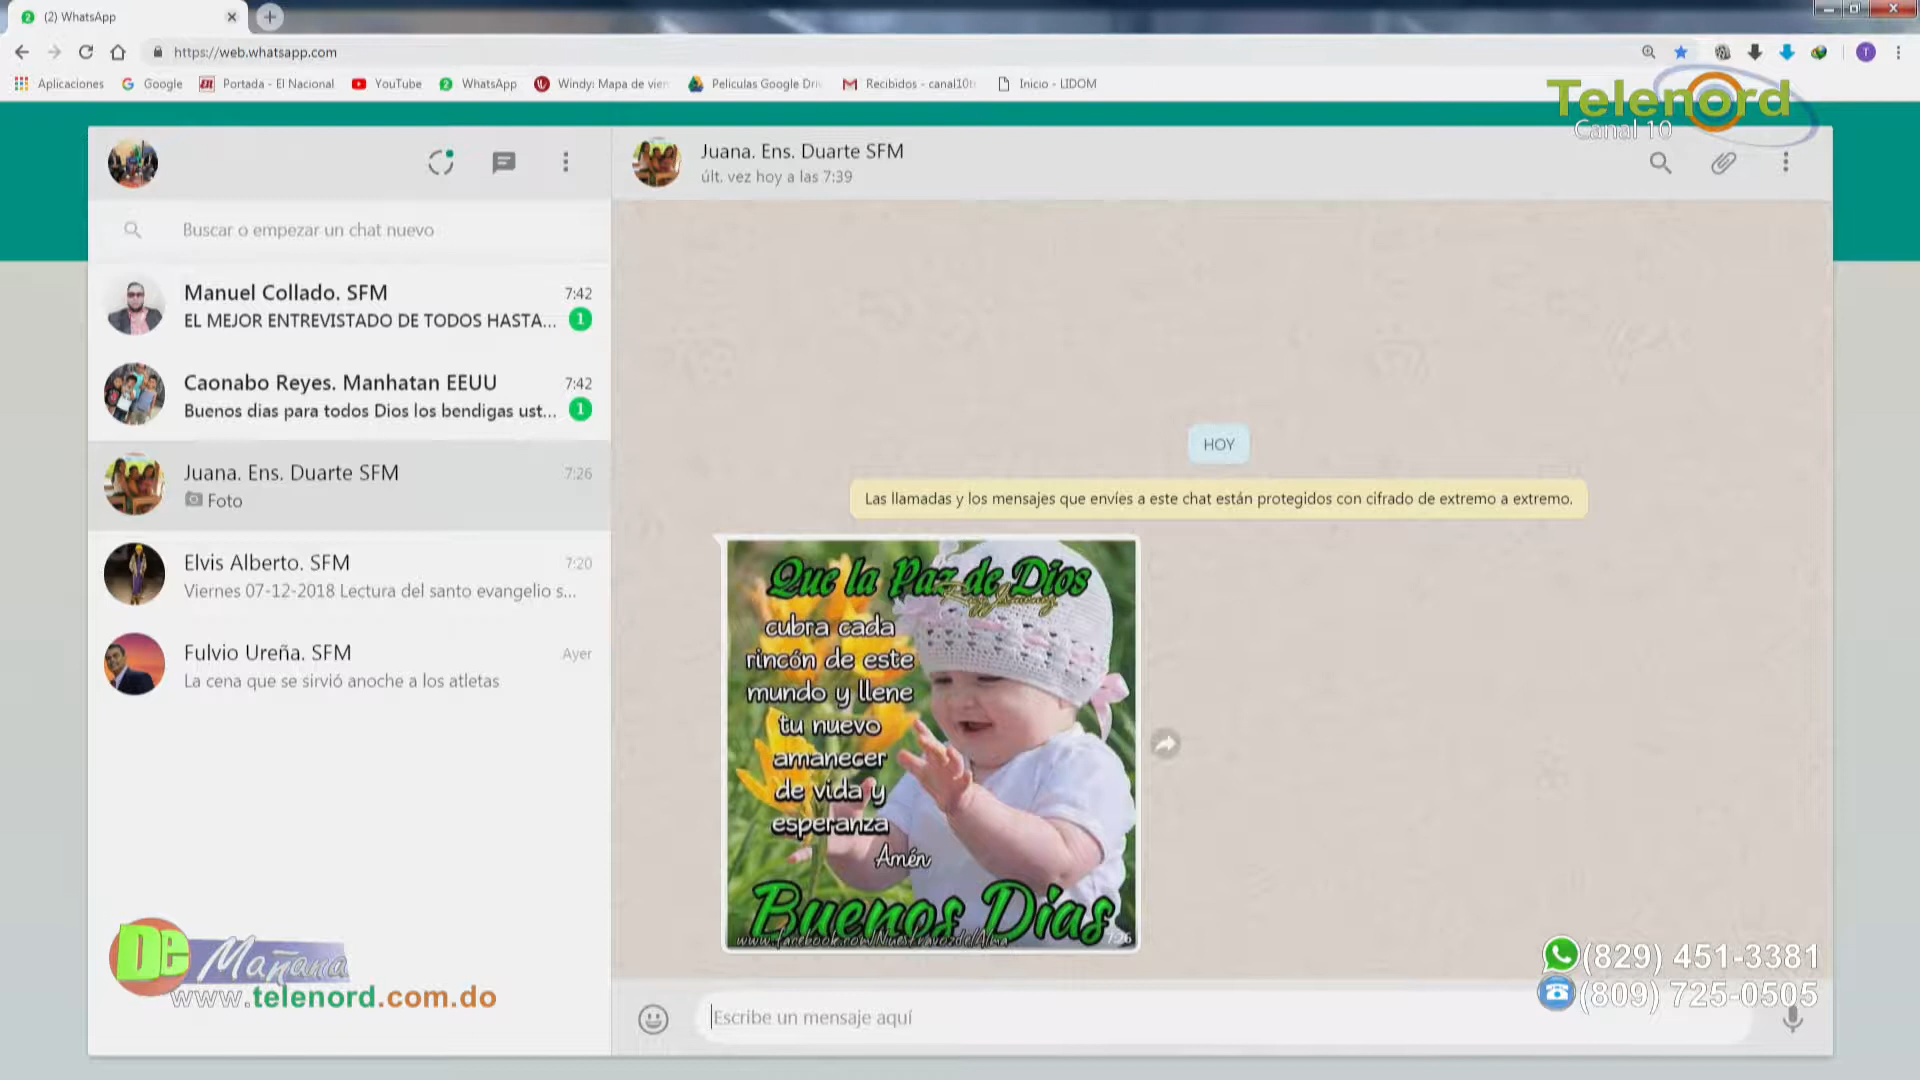 (2) WhatsApp
https://web.whatsapp.com
Aplicaciones
Google
Portada - El Nacional
YouTube
WhatsApp
Windy: Mapa de vien
Peliculas Google Dri
Recibidos - canal10t
Inicio - LIDOM
Telenord
Canal 10
Juana. Ens. Duarte SFM
últ. vez hoy a las 7:39
Buscar o empezar un chat nuevo
Manuel Collado. SFM 7:42
EL MEJOR ENTREVISTADO DE TODOS HASTA... 1
Caonabo Reyes. Manhatan EEUU 7:42
Buenos dias para todos Dios los bendigas ust... 1
Juana. Ens. Duarte SFM 7:26
Foto
Elvis Alberto. SFM 7:20
Viernes 07-12-2018 Lectura del santo evangelio s...
Fulvio Ureña. SFM Ayer
La cena que se sirvió anoche a los atletas
HOY
Las llamadas y los mensajes que envíes a este chat están protegidos con cifrado de extremo a extremo.
Que la Paz de Dios
cubra cada
rincón de este
mundo y llene
tu nuevo
amanecer
de vida y
esperanza
Amén
Buenos Dias
7:26
De Mañana
www.telenord.com.do
(829) 451-3381
(809) 725-0505
Escribe un mensaje aquí